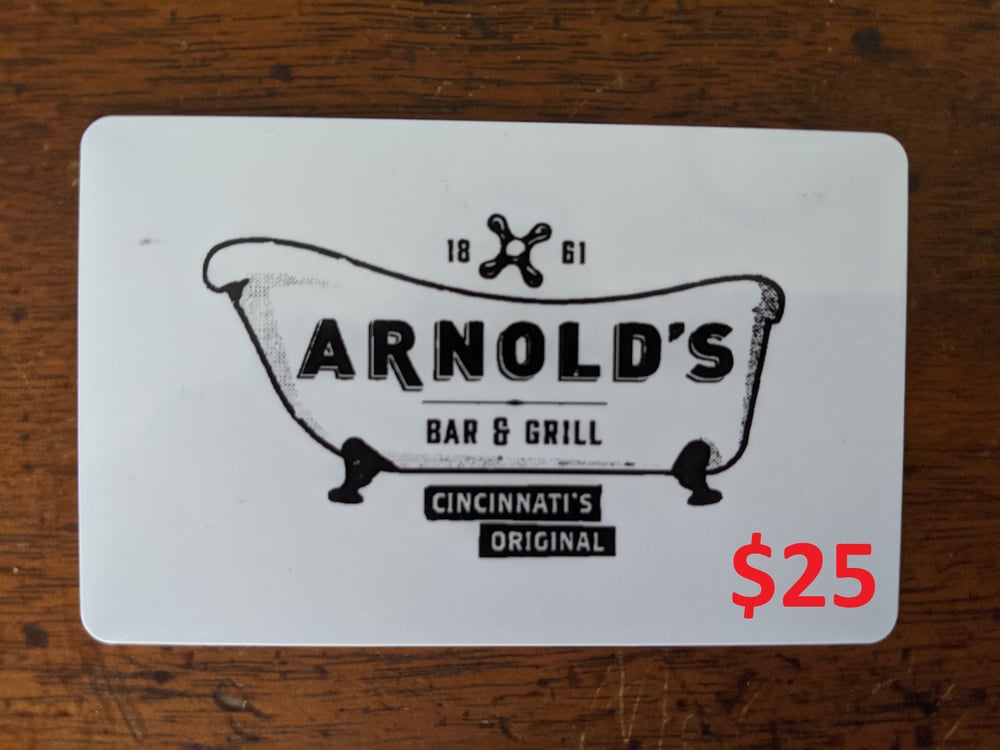 18 61
ARNOLD'S
BAR & GRILL
CINCINNATI'S
ORIGINAL
$25